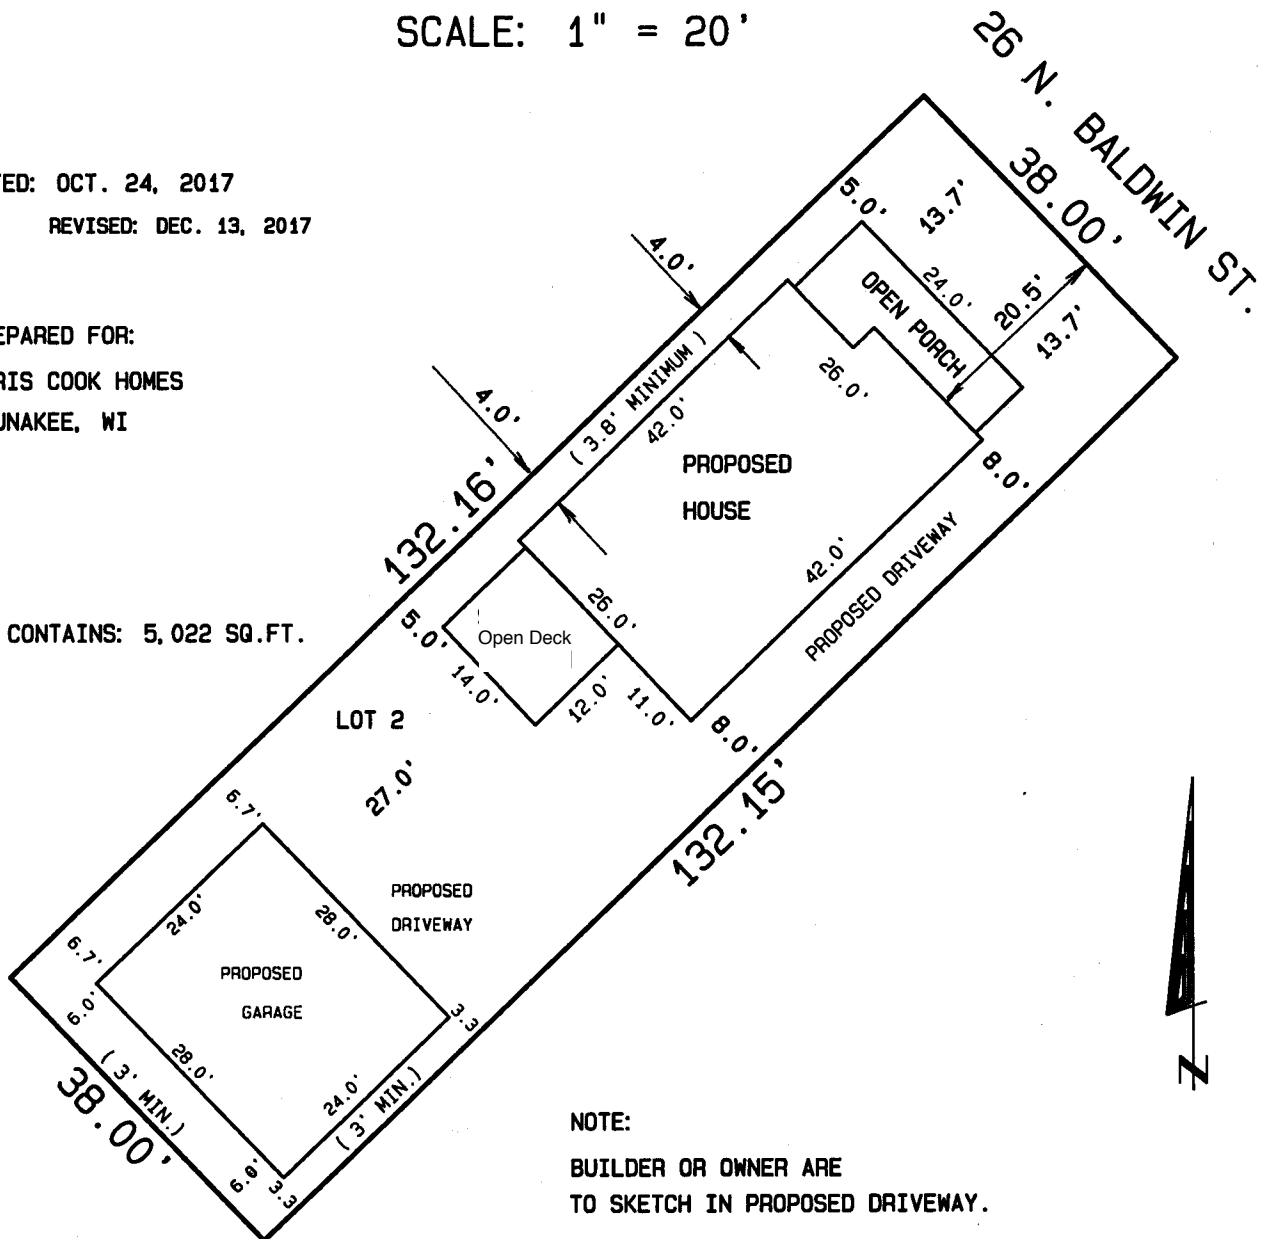 SCALE: 1" = 20'
26 N. BALDWIN ST.
TED: OCT. 24, 2017
REVISED: DEC. 13, 2017
EPARED FOR:
RIS COOK HOMES
UNAKEE, WI
CONTAINS: 5,022 SQ.FT.
38.00'
5.0'
13.7'
4.0'
24.0'
OPEN PORCH
20.5'
13.7'
( 3.8' MINIMUM )
26.0'
42.0'
4.0'
PROPOSED
HOUSE
8.0'
132.16'
42.0'
PROPOSED DRIVEWAY
26.0'
5.0'
Open Deck
14.0'
12.0'
11.0'
8.0'
LOT 2
27.0'
132.15'
6.7'
24.0'
28.0'
PROPOSED
DRIVEWAY
6.7'
PROPOSED
GARAGE
6.0'
3.3
28.0'
( 3' MIN.)
24.0'
( 3' MIN.)
38.00'
6.0'
3.3
N
NOTE:
BUILDER OR OWNER ARE
TO SKETCH IN PROPOSED DRIVEWAY.